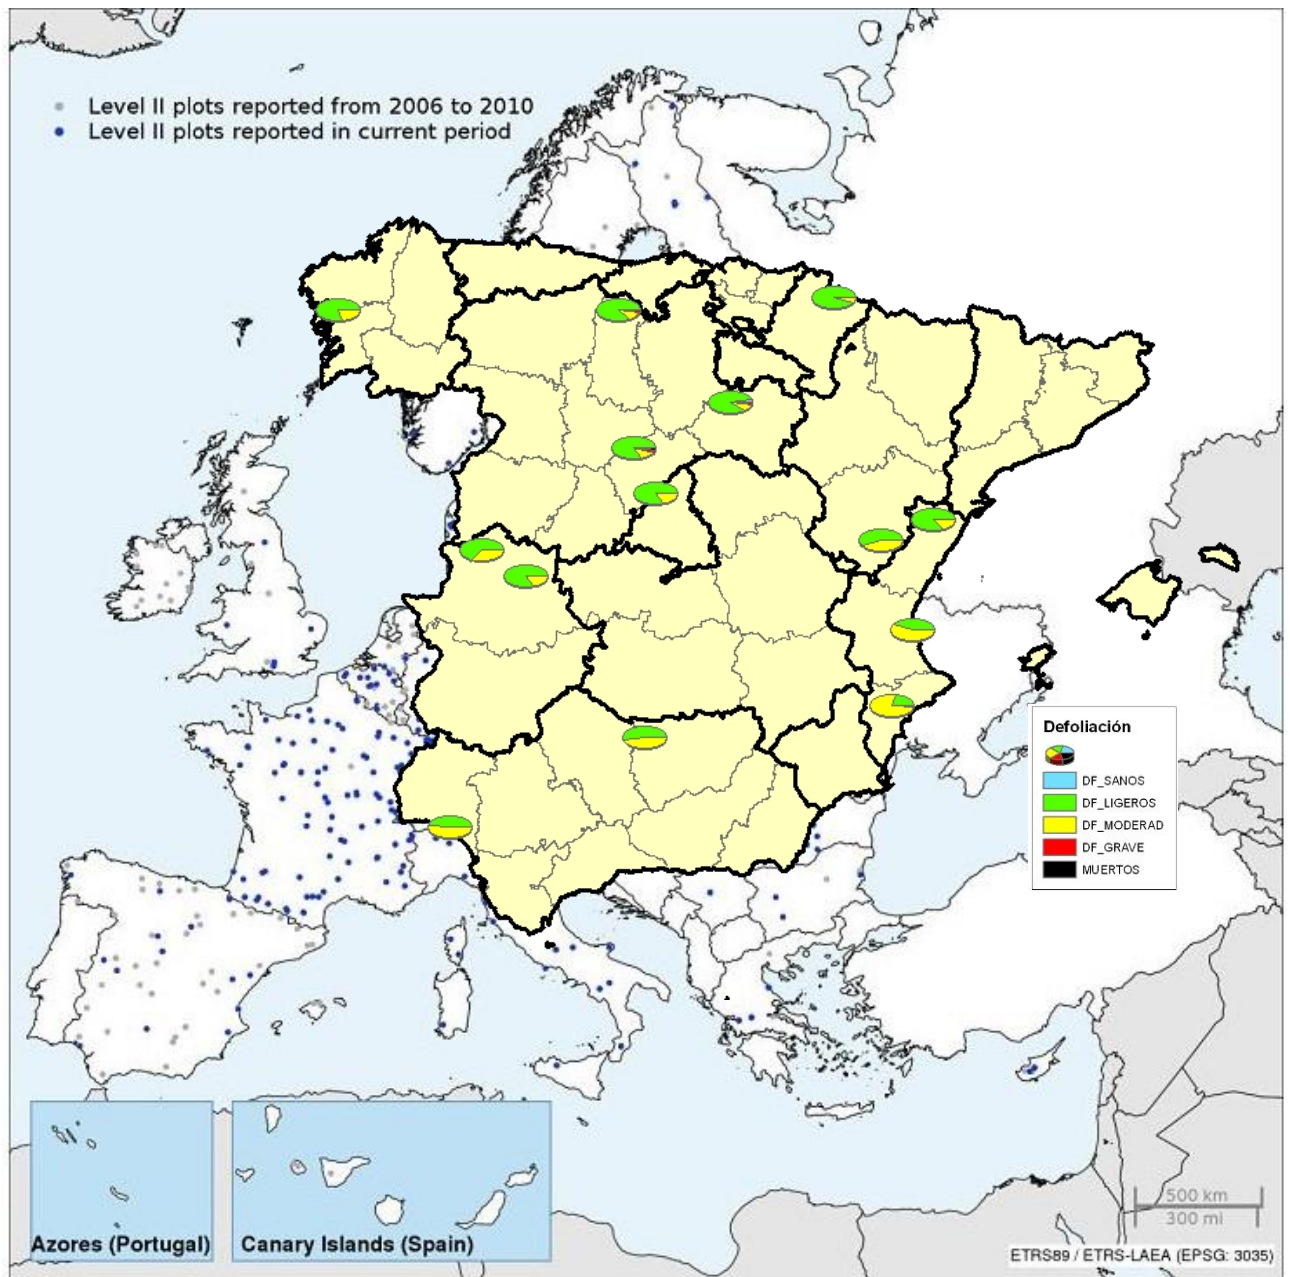 Level II plots reported from 2006 to 2010
Level II plots reported in current period
Defoliación
DF_SANOS
DF_LIGEROS
DF_MODERAD
DF_GRAVE
MUERTOS
Azores (Portugal)
Canary Islands (Spain)
500 km
300 mi
ETRS89 / ETRS-LAEA (EPSG: 3035)